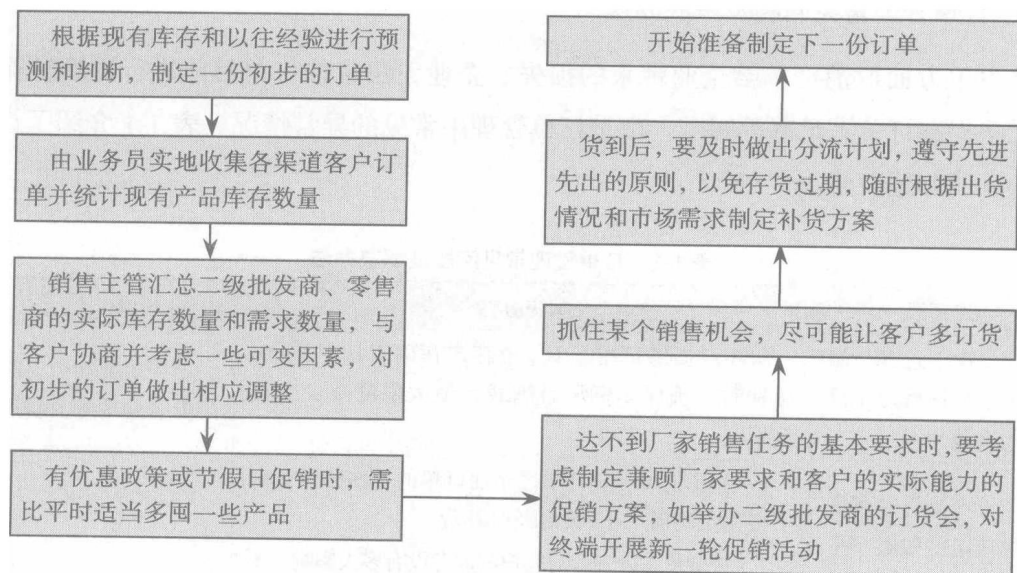 根据现有库存和以往经验进行预
测和判断，制定一份初步的订单
由业务员实地收集各渠道客户订
单并统计现有产品库存数量
销售主管汇总二级批发商、零售
商的实际库存数量和需求数量，与
客户协商并考虑一些可变因素，对
初步的订单做出相应调整
有优惠政策或节假日促销时，需
比平时适当多囤一些产品
达不到厂家销售任务的基本要求时，要考
虑制定兼顾厂家要求和客户的实际能力的
促销方案，如举办二级批发商的订货会，对
终端开展新一轮促销活动
抓住某个销售机会，尽可能让客户多订货
货到后，要及时做出分流计划，遵守先进
先出的原则，以免存货过期，随时根据出货
情况和市场需求制定补货方案
开始准备制定下一份订单